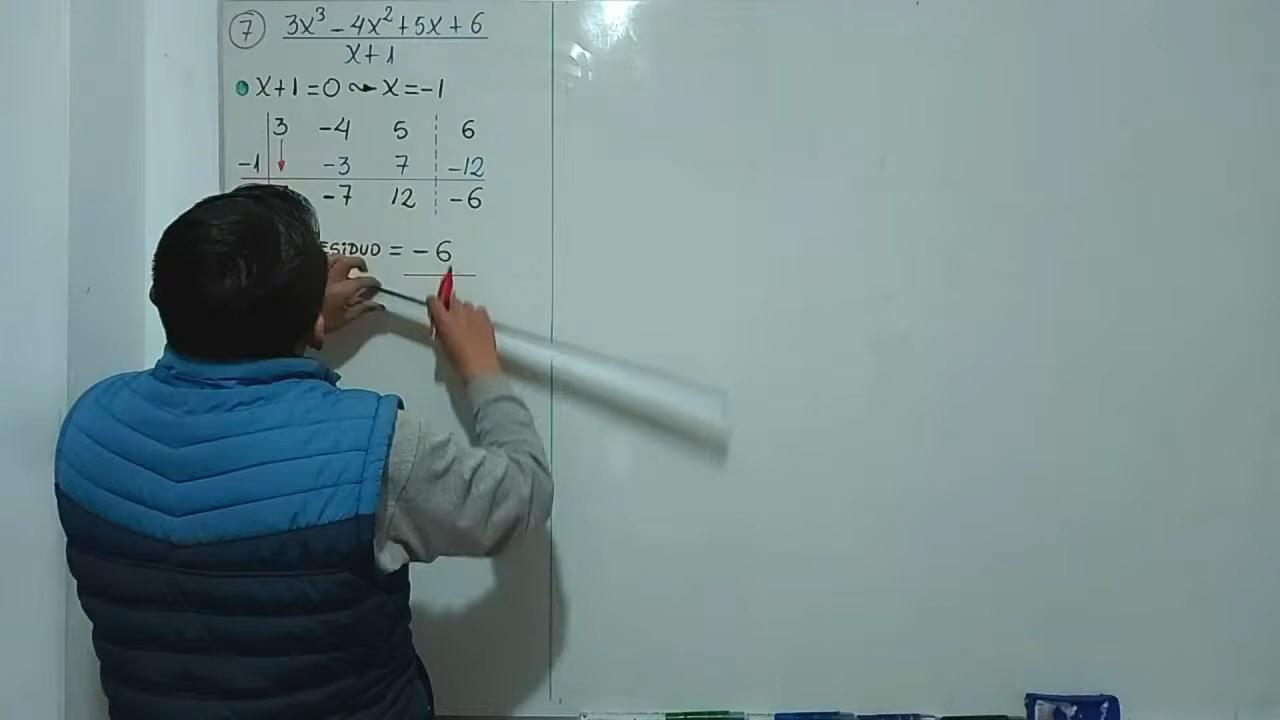 7 3x³ - 4x² + 5x + 6
x + 1
x + 1 = 0 ⤳ x = -1
3 -4 5 6
-1 -3 7 -12
-7 12 -6
= -6